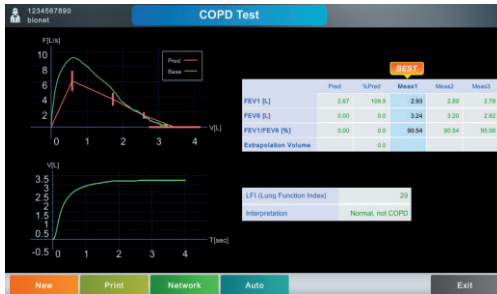 1234567890
bionet
COPD Test
F[L/s]
10
8
6
4
2
Pred
Base
V[L]
0 1 2 3 4
BEST
Pred %Pred Meas1 Meas2 Meas3
FEV1 [L] 2.67 109.9 2.93 2.89 2.78
FEV6 [L] 0.00 0.0 3.24 3.20 2.92
FEV1/FEV6 [%] 0.00 0.0 90.54 90.54 95.08
Extrapolation Volume 0.0
V[L]
3.5
3
2.5
2
1.5
1
0.5
0
-0.5 0 1 2 3 4
T[sec]
LFI (Lung Function Index) 29
Interpretation Normal, not COPD
New Print Network Auto Exit